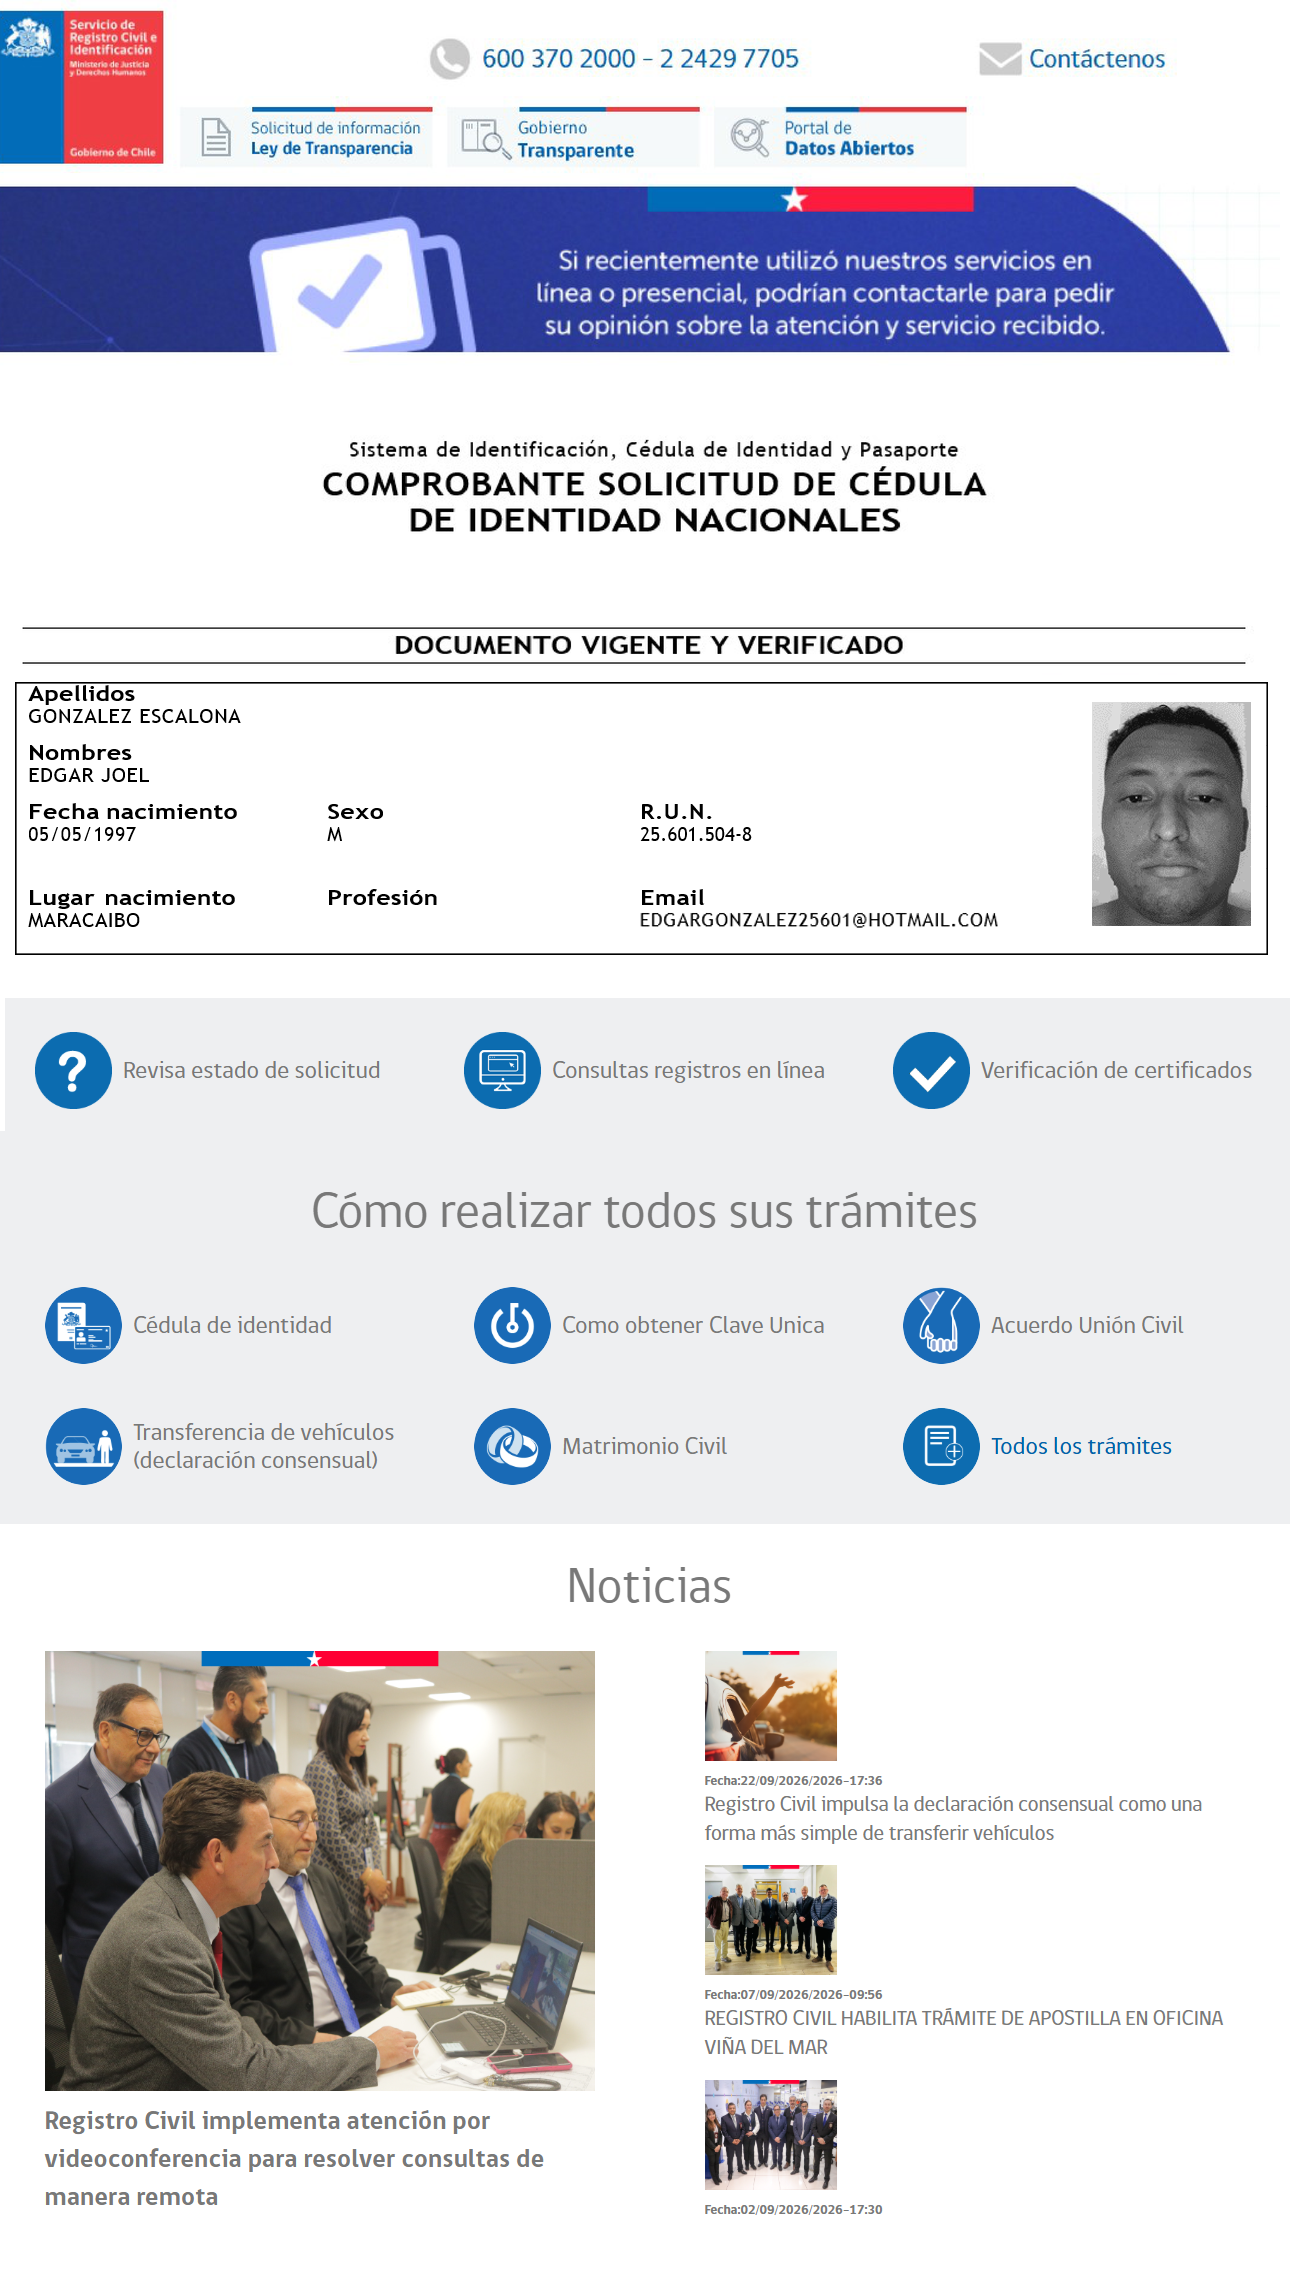 Servicio de
Registro Civil e
Identificación
Ministerio de Justicia
y Derechos Humanos
Gobierno de Chile
600 370 2000 - 2 2429 7705
Contáctenos
Solicitud de información
Ley de Transparencia
Gobierno
Transparente
Portal de
Datos Abiertos
Si recientemente utilizó nuestros servicios en
línea o presencial, podrían contactarle para pedir
su opinión sobre la atención y servicio recibido.
Sistema de Identificación, Cédula de Identidad y Pasaporte
COMPROBANTE SOLICITUD DE CÉDULA
DE IDENTIDAD NACIONALES
DOCUMENTO VIGENTE Y VERIFICADO
Apellidos
GONZALEZ ESCALONA
Nombres
EDGAR JOEL
Fecha nacimiento Sexo R.U.N.
05/05/1997 M 25.601.504-8
Lugar nacimiento Profesión Email
MARACAIBO EDGARGONZALEZ25601@HOTMAIL.COM
Revisa estado de solicitud
Consultas registros en línea
Verificación de certificados
Cómo realizar todos sus trámites
Cédula de identidad
Como obtener Clave Unica
Acuerdo Unión Civil
Transferencia de vehículos
(declaración consensual)
Matrimonio Civil
Todos los trámites
Noticias
Registro Civil implementa atención por
videoconferencia para resolver consultas de
manera remota
Fecha:22/09/2026/2026-17:36
Registro Civil impulsa la declaración consensual como una
forma más simple de transferir vehículos
Fecha:07/09/2026/2026-09:56
REGISTRO CIVIL HABILITA TRÁMITE DE APOSTILLA EN OFICINA
VIÑA DEL MAR
Fecha:02/09/2026/2026-17:30